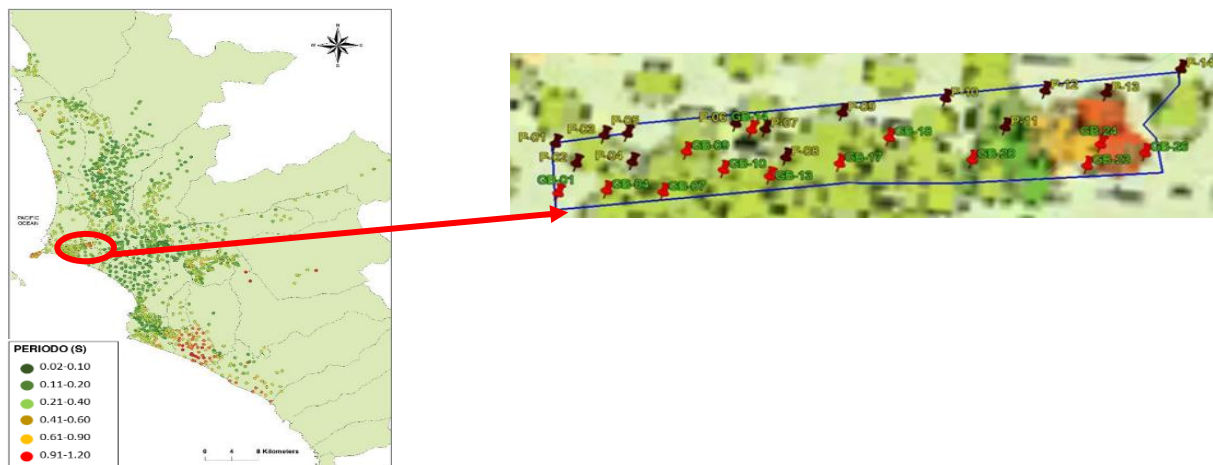 N
PACIFIC
OCEAN
PERIODO (S)
0.02-0.10
0.11-0.20
0.21-0.40
0.41-0.60
0.61-0.90
0.91-1.20
0 4 8 Kilometers
P-14
P-12
P-13
P-10
P-09
P-06
P-07
P-11
P-05
P-03
P-01
P-02
P-04
P-08
GB-18
GB-24
GB-09
GB-10
GB-17
GB-13
GB-01
GB-04
GB-07